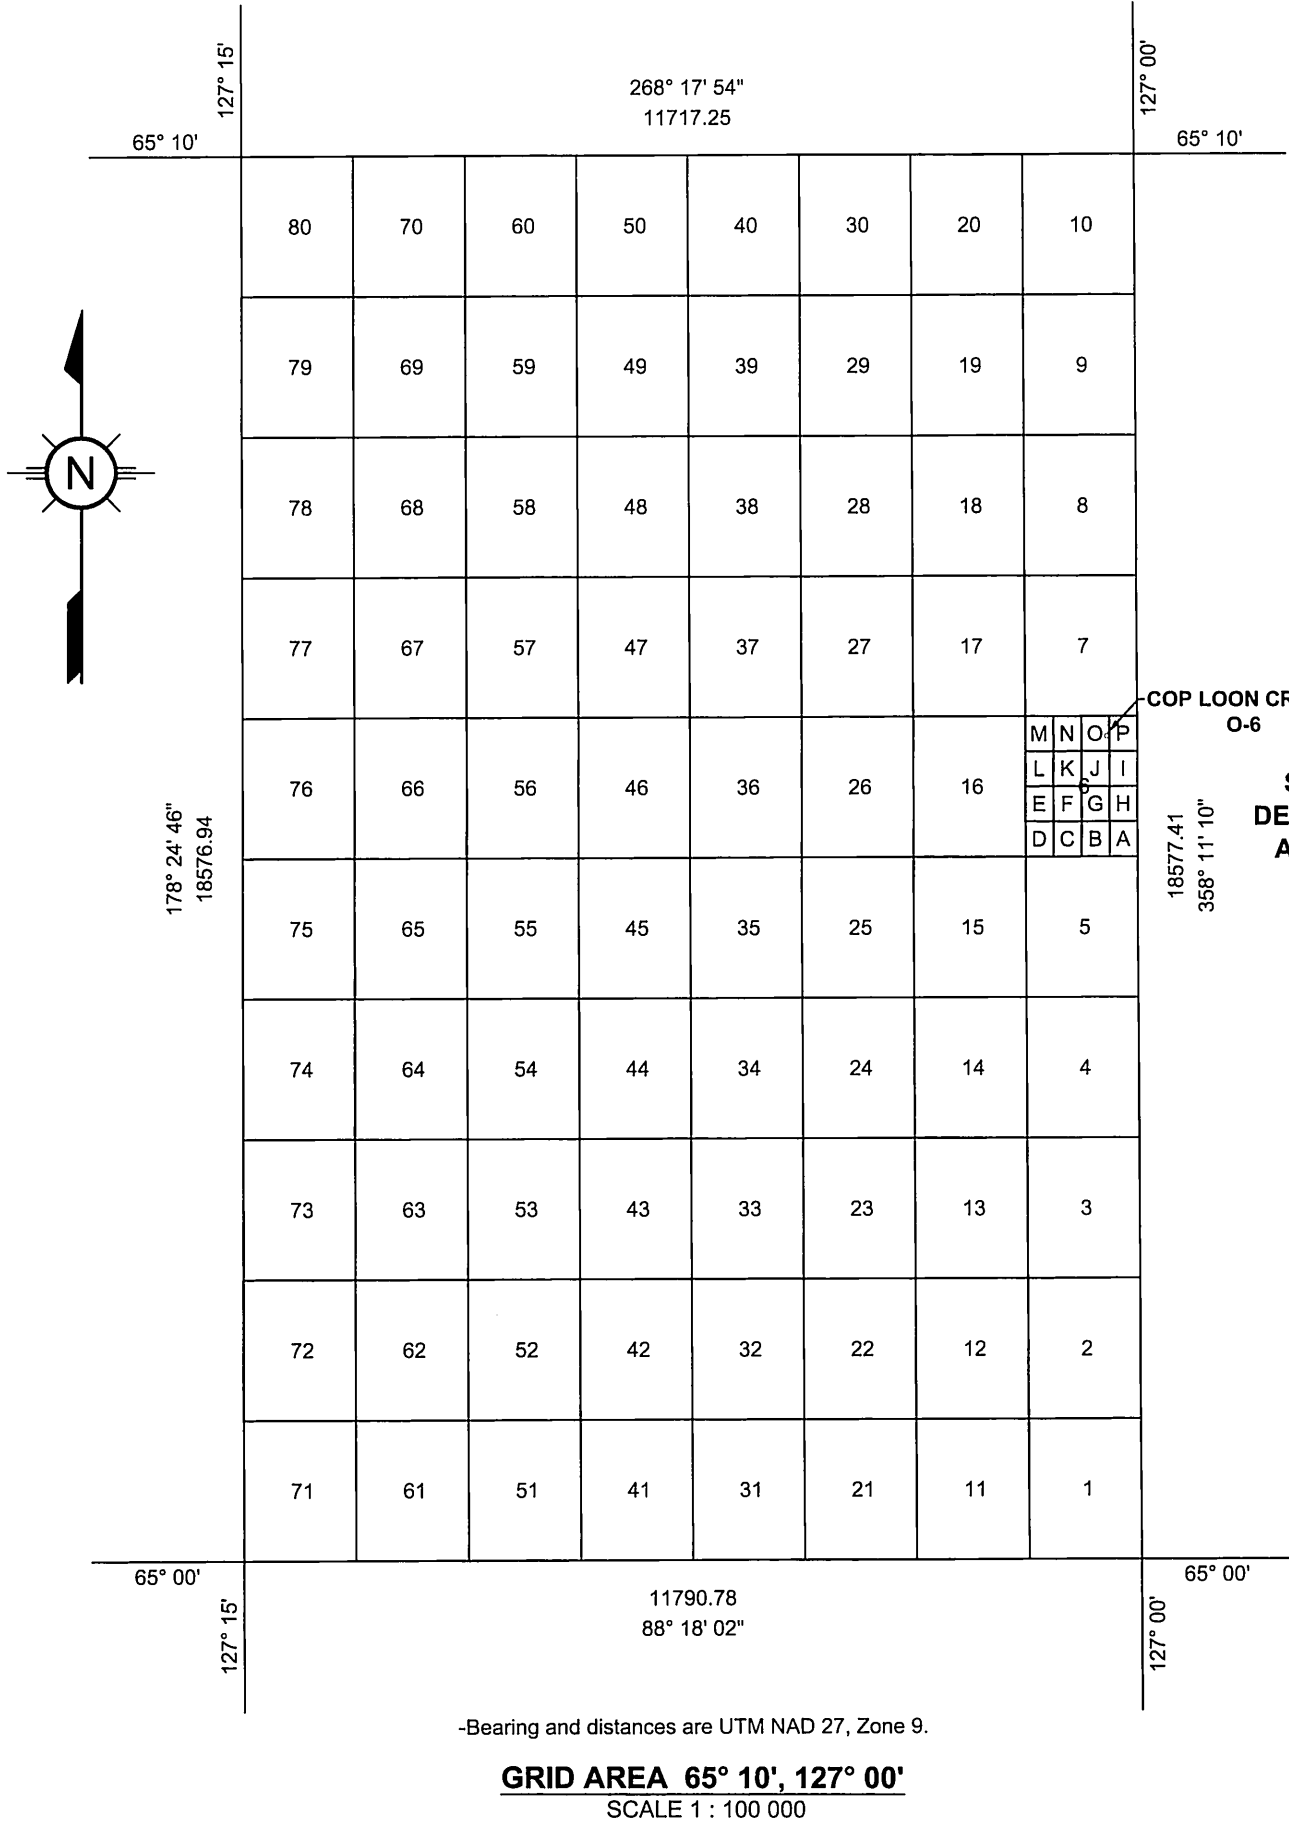 127° 15'
127° 00'
268° 17' 54"
11717.25
65° 10'
65° 10'
80 70 60 50 40 30 20 10
79 69 59 49 39 29 19 9
N
78 68 58 48 38 28 18 8
77 67 57 47 37 27 17 7
COP LOON CR
O-6
M N O P
L K J I
76 66 56 46 36 26 16 6
E F G H
D C B A
S
DE
A
178° 24' 46"
18576.94
18577.41
358° 11' 10"
75 65 55 45 35 25 15 5
74 64 54 44 34 24 14 4
73 63 53 43 33 23 13 3
72 62 52 42 32 22 12 2
71 61 51 41 31 21 11 1
65° 00'
65° 00'
127° 15'
11790.78
88° 18' 02"
127° 00'
-Bearing and distances are UTM NAD 27, Zone 9.
GRID AREA 65° 10', 127° 00'
SCALE 1 : 100 000